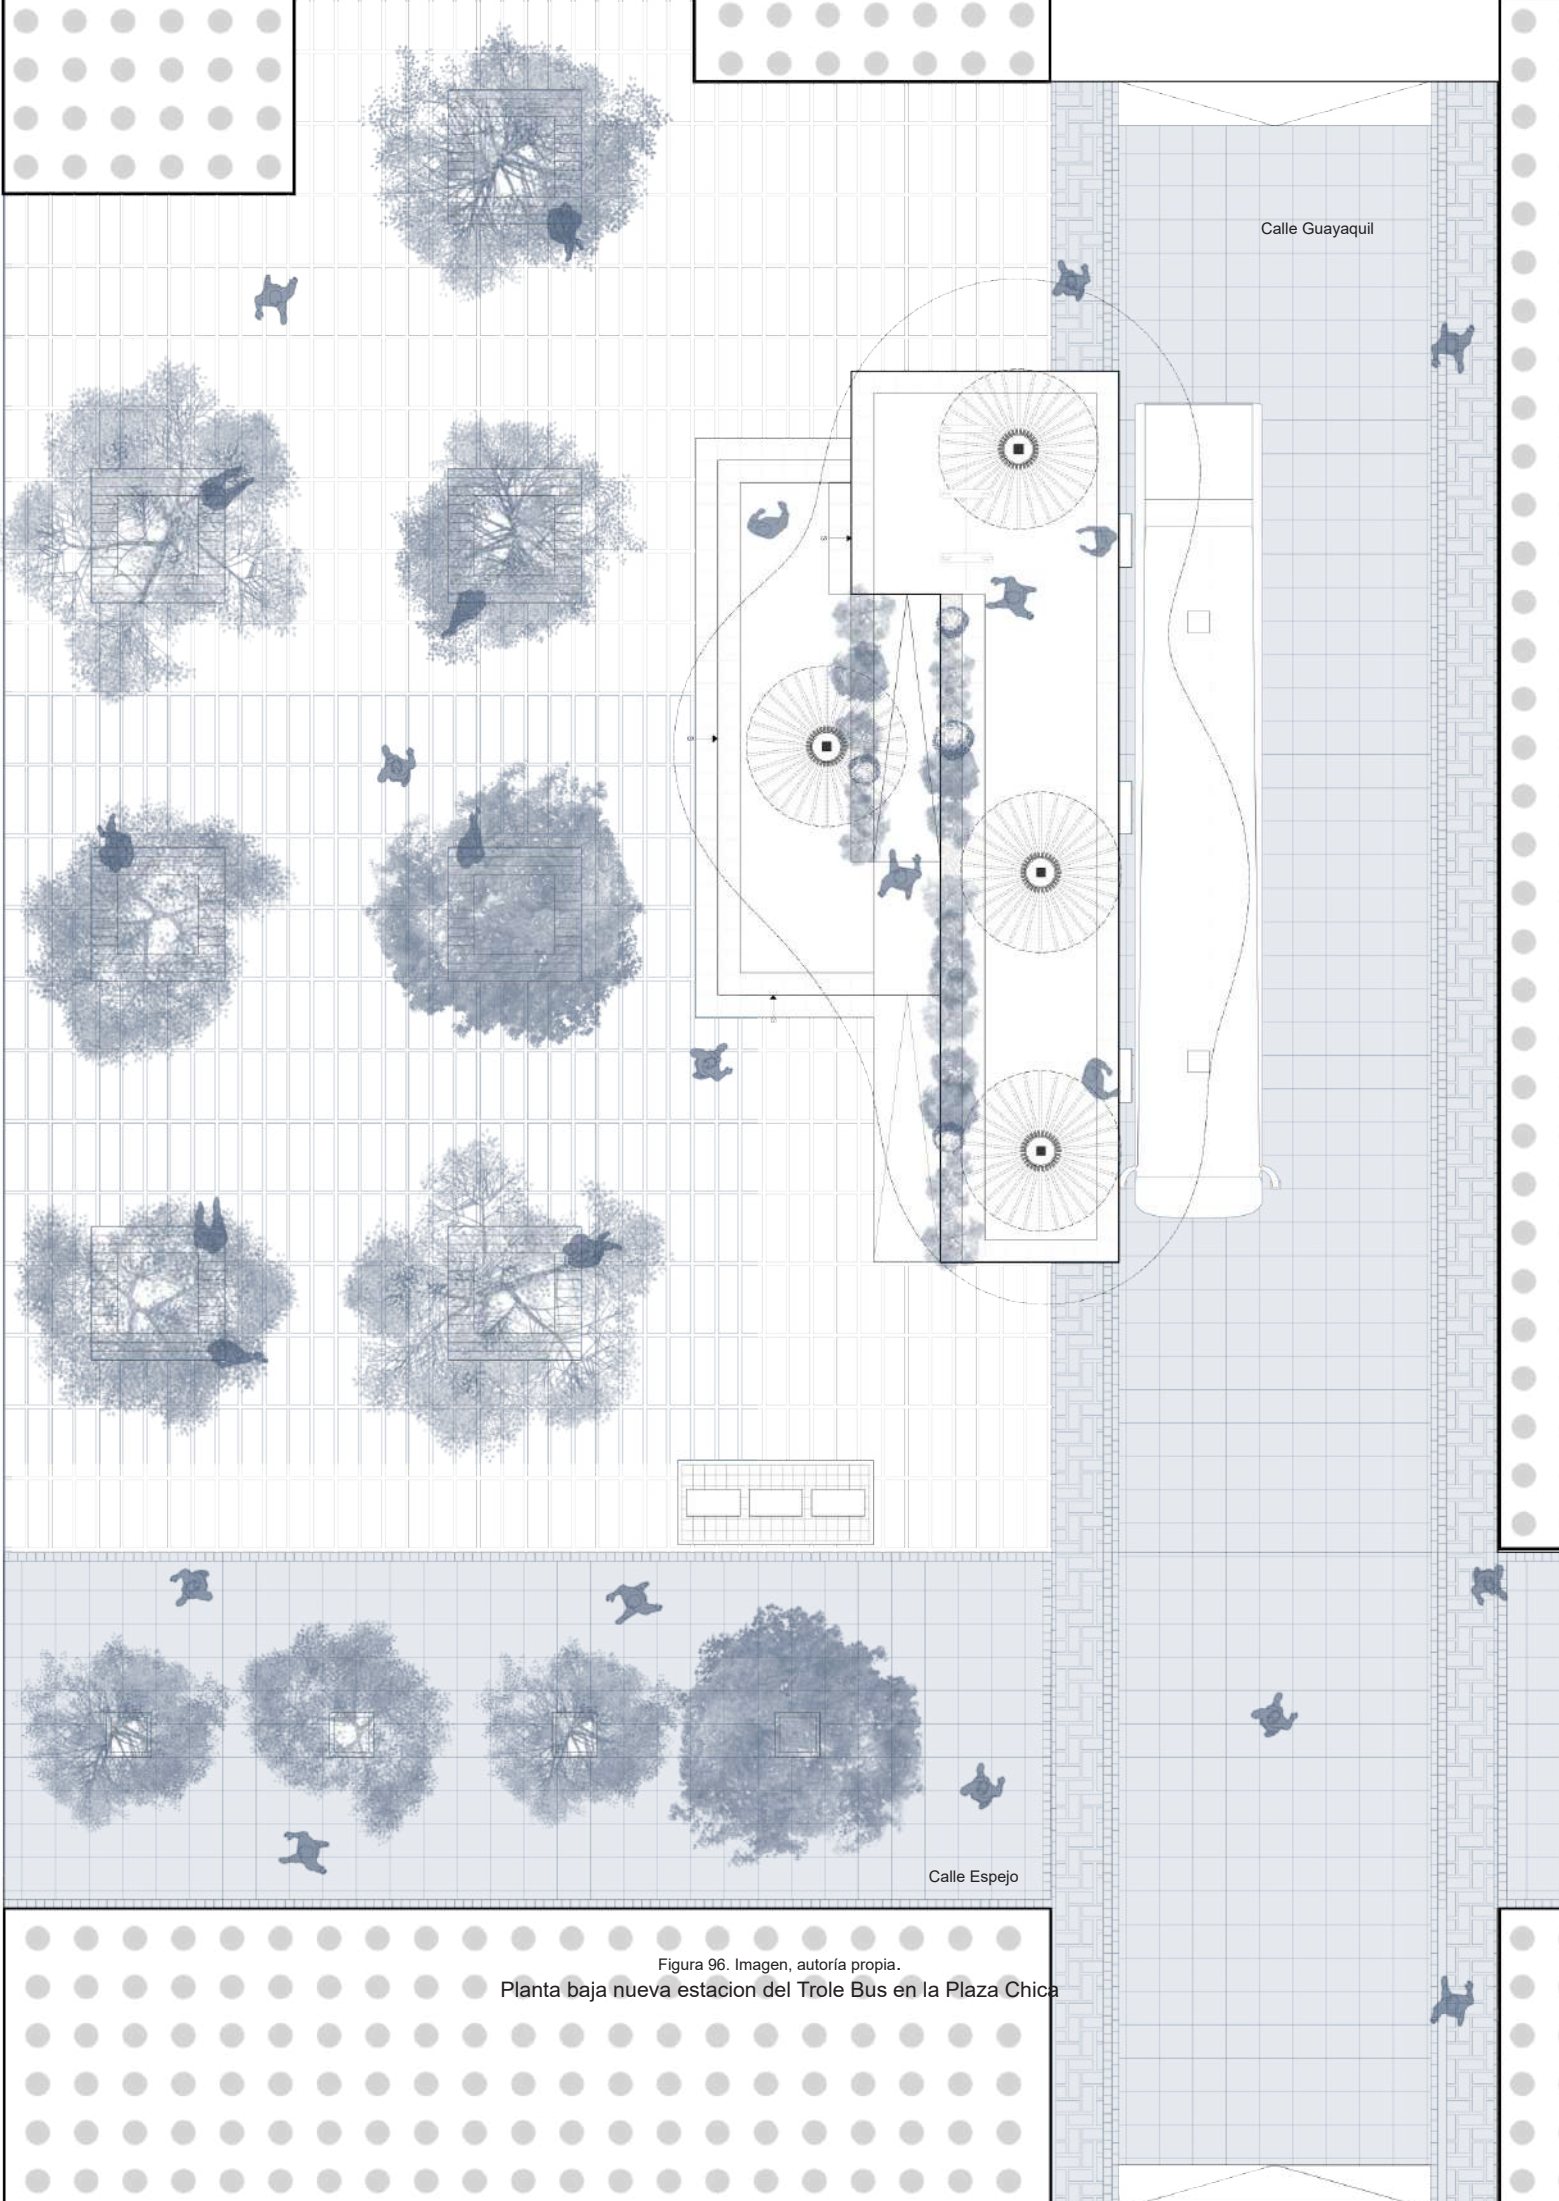 Calle Guayaquil
S
S
S
Calle Espejo
Figura 96. Imagen, autoría propia.
Planta baja nueva estacion del Trole Bus en la Plaza Chica